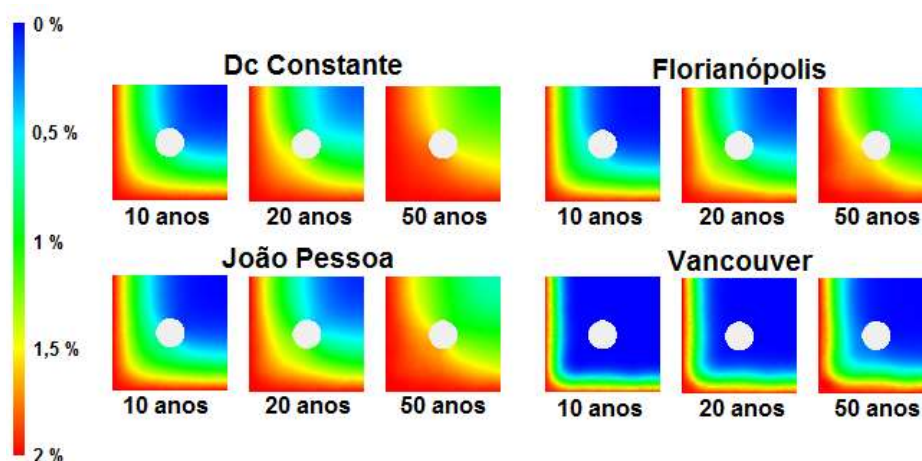 0 %
0,5 %
1 %
1,5 %
2 %
Dc Constante
10 anos
20 anos
50 anos
Florianópolis
10 anos
20 anos
50 anos
João Pessoa
10 anos
20 anos
50 anos
Vancouver
10 anos
20 anos
50 anos